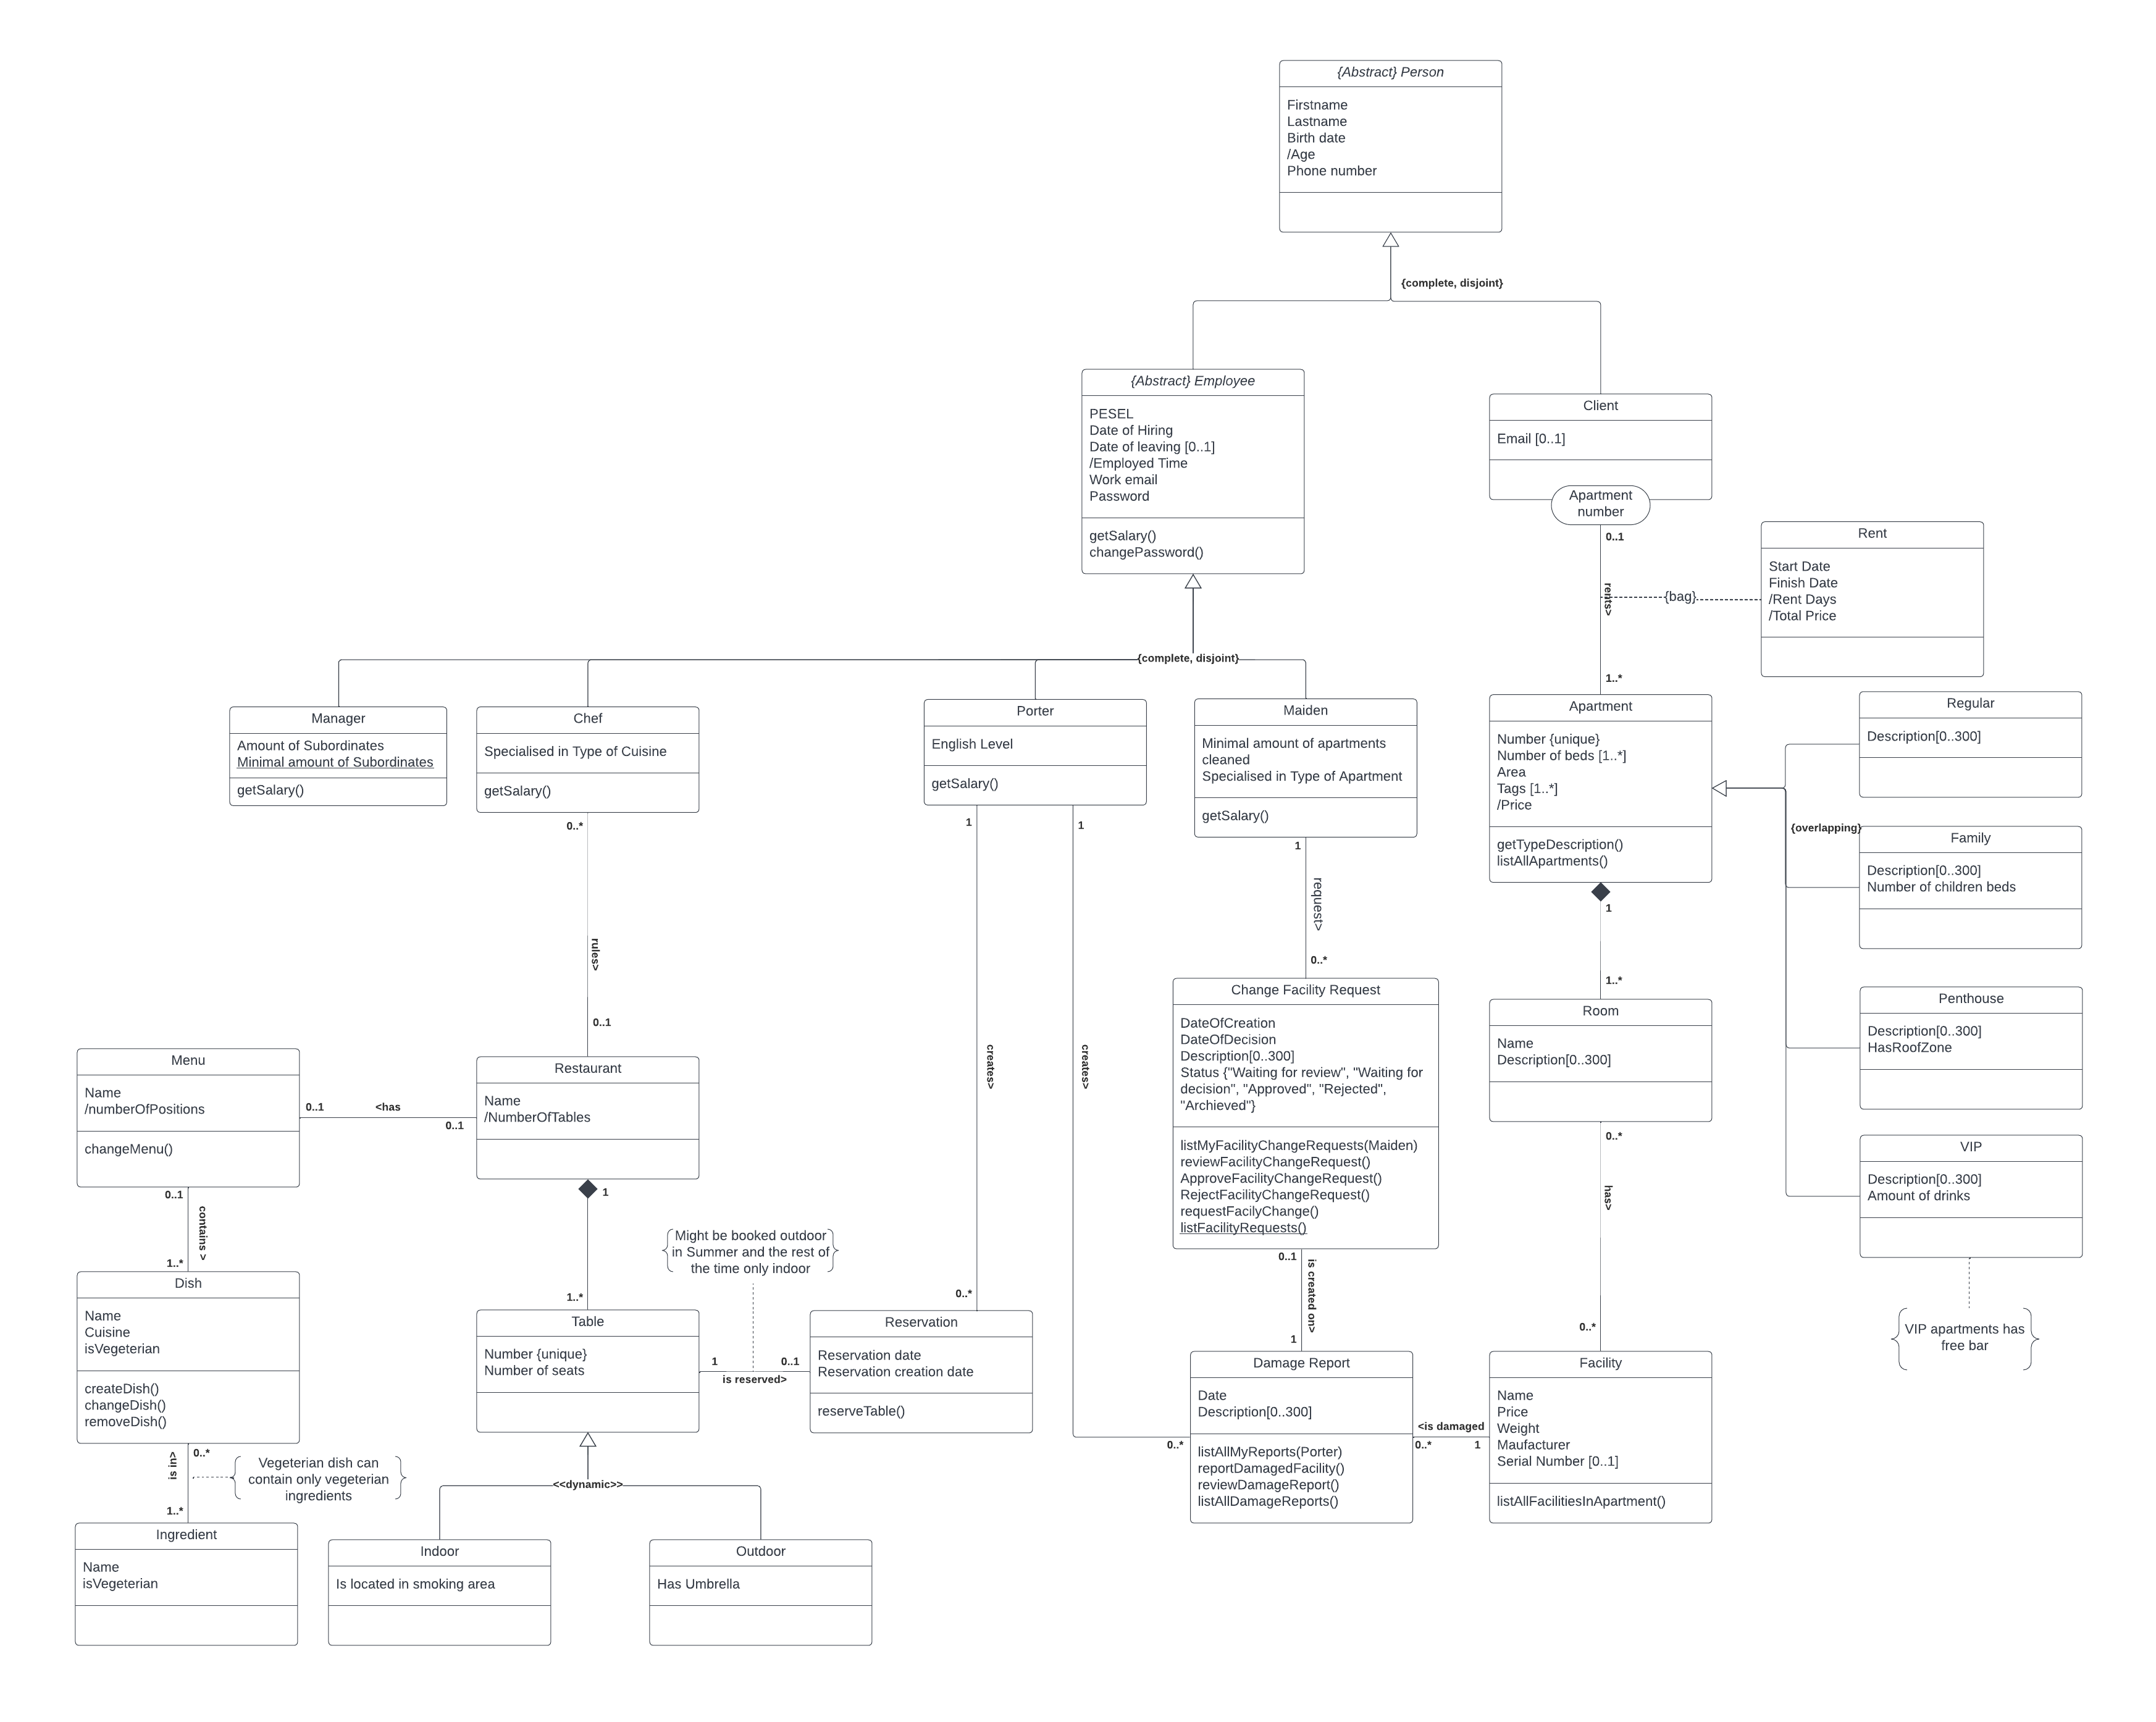 {Abstract} Person
Firstname
Lastname
Birth date
/Age
Phone number
{complete, disjoint}
{Abstract} Employee
PESEL
Date of Hiring
Date of leaving [0..1]
/Employed Time
Work email
Password
getSalary()
changePassword()
Client
Email [0..1]
Apartment
number
0..1
rents>
1..*
{bag}
Rent
Start Date
Finish Date
/Rent Days
/Total Price
{complete, disjoint}
Manager
Amount of Subordinates
Minimal amount of Subordinates
getSalary()
Chef
Specialised in Type of Cuisine
getSalary()
Porter
English Level
getSalary()
Maiden
Minimal amount of apartments
cleaned
Specialised in Type of Apartment
getSalary()
Apartment
Number {unique}
Number of beds [1..*]
Area
Tags [1..*]
/Price
getTypeDescription()
listAllApartments()
Regular
Description[0..300]
{overlapping}
Family
Description[0..300]
Number of children beds
Penthouse
Description[0..300]
HasRoofZone
VIP
Description[0..300]
Amount of drinks
VIP apartments has
free bar
0..*
rules>
0..1
1
creates>
0..*
1
creates>
0..*
1
request>
0..*
1
1..*
Change Facility Request
DateOfCreation
DateOfDecision
Description[0..300]
Status {"Waiting for review", "Waiting for
decision", "Approved", "Rejected",
"Archieved"}
listMyFacilityChangeRequests(Maiden)
reviewFacilityChangeRequest()
ApproveFacilityChangeRequest()
RejectFacilityChangeRequest()
requestFacilyChange()
listFacilityRequests()
Room
Name
Description[0..300]
0..*
has>
0..*
Menu
Name
/numberOfPositions
changeMenu()
0..1
<has
0..1
Restaurant
Name
/NumberOfTables
1
1..*
0..1
contains >
1..*
Dish
Name
Cuisine
isVegeterian
createDish()
changeDish()
removeDish()
Might be booked outdoor
in Summer and the rest of
the time only indoor
Table
Number {unique}
Number of seats
1
0..1
is reserved>
Reservation
Reservation date
Reservation creation date
reserveTable()
0..1
is created on>
1
Damage Report
Date
Description[0..300]
listAllMyReports(Porter)
reportDamagedFacility()
reviewDamageReport()
listAllDamageReports()
<is damaged
0..*
1
Facility
Name
Price
Weight
Maufacturer
Serial Number [0..1]
listAllFacilitiesInApartment()
0..*
is in>
1..*
Vegeterian dish can
contain only vegeterian
ingredients
<<dynamic>>
Ingredient
Name
isVegeterian
Indoor
Is located in smoking area
Outdoor
Has Umbrella